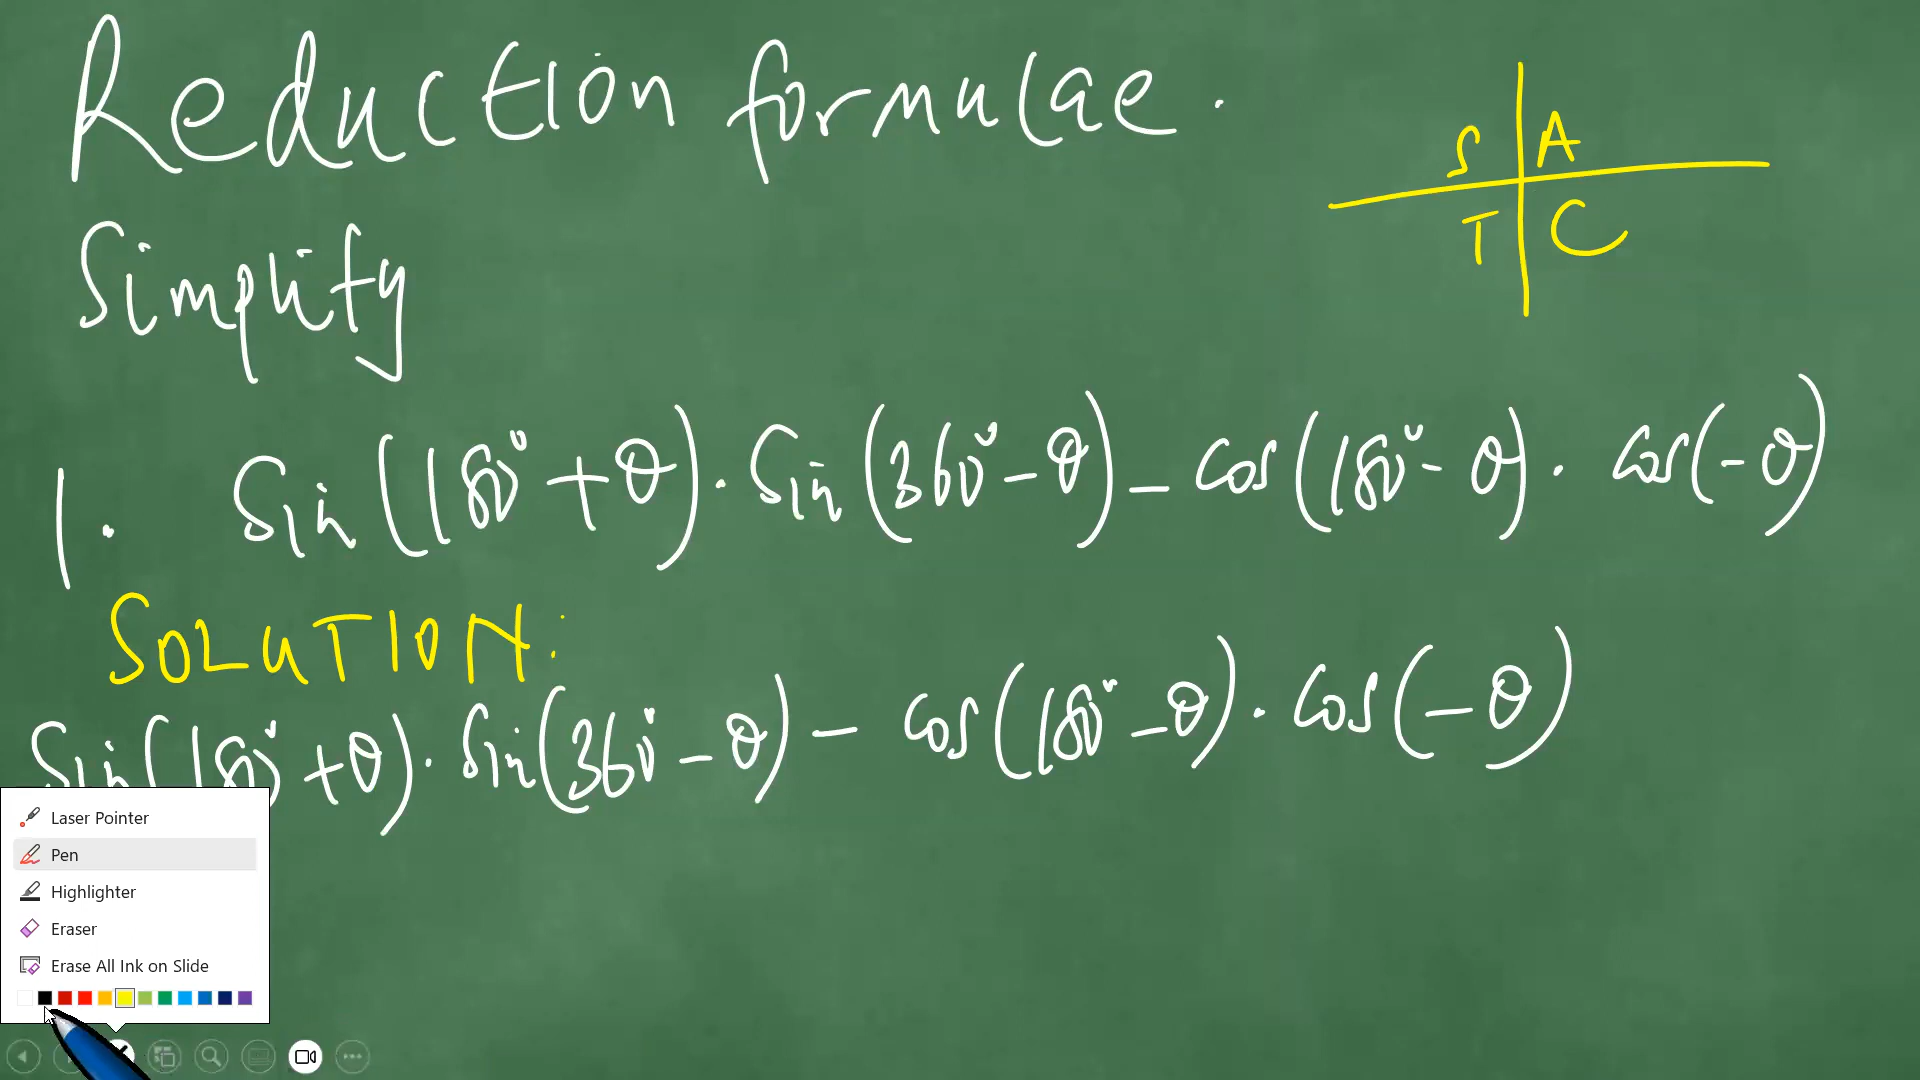 Reduction formulae.
S A
T C
Simplify
1. Sin(180°+θ)·Sin(360°-θ)-cos(180°-θ)·cos(-θ)
SOLUTION:
Sin(180°+θ)·Sin(360°-θ)-cos(180°-θ)·cos(-θ)
Laser Pointer
Pen
Highlighter
Eraser
Erase All Ink on Slide